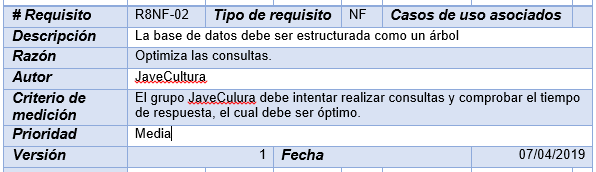 # Requisito R8NF-02 Tipo de requisito NF Casos de uso asociados
Descripción La base de datos debe ser estructurada como un árbol
Razón Optimiza las consultas.
Autor JaveCultura
Criterio de medición El grupo JaveCulura debe intentar realizar consultas y comprobar el tiempo
de respuesta, el cual debe ser óptimo.
Prioridad Media
Versión 1 Fecha 07/04/2019